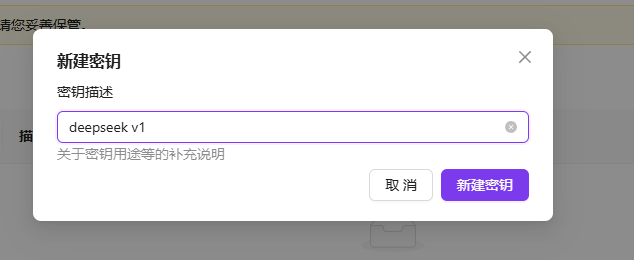 请您妥善保管。
新建密钥
密钥描述
描
deepseek v1
关于密钥用途等的补充说明
取 消
新建密钥